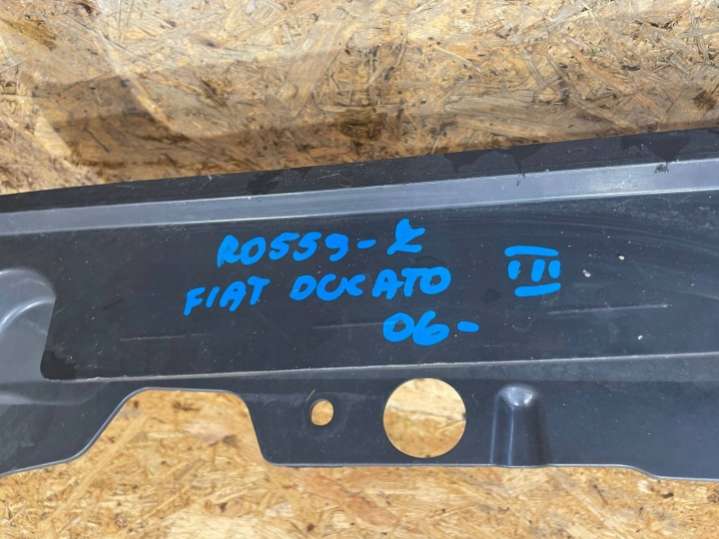 R0559-L
FIAT DUCATO III
06-